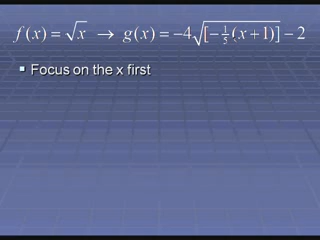 f(x) = √x → g(x) = −4√[−1/5(x+1)] − 2
▪ Focus on the x first